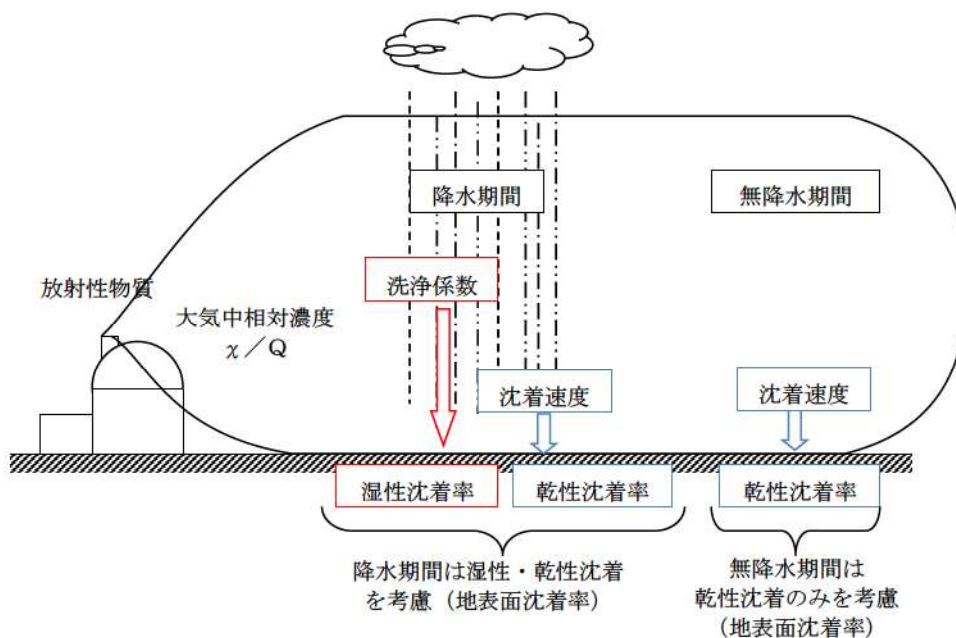 降水期間
無降水期間
洗浄係数
放射性物質
大気中相対濃度
χ／Q
沈着速度
沈着速度
湿性沈着率
乾性沈着率
乾性沈着率
降水期間は湿性・乾性沈着
を考慮（地表面沈着率）
無降水期間は
乾性沈着のみを考慮
（地表面沈着率）